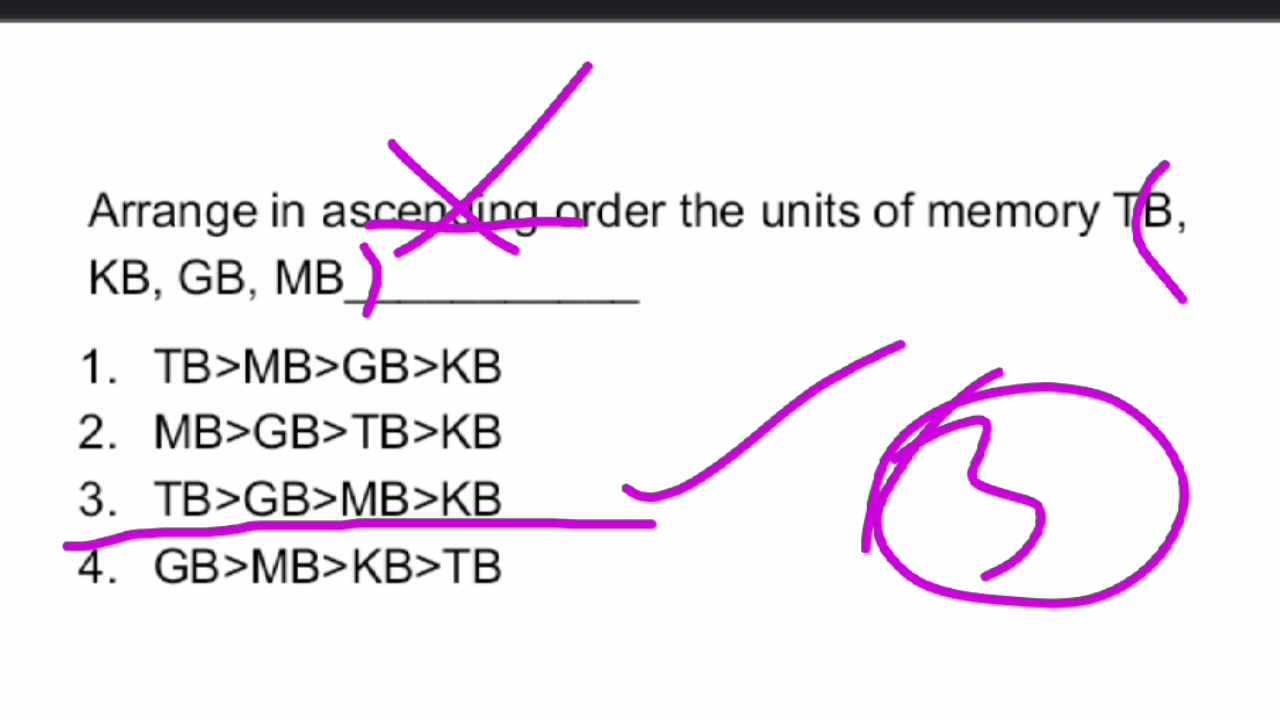 Arrange in ascending order the units of memory TB,
KB, GB, MB____________
1. TB>MB>GB>KB
2. MB>GB>TB>KB
3. TB>GB>MB>KB
4. GB>MB>KB>TB
3